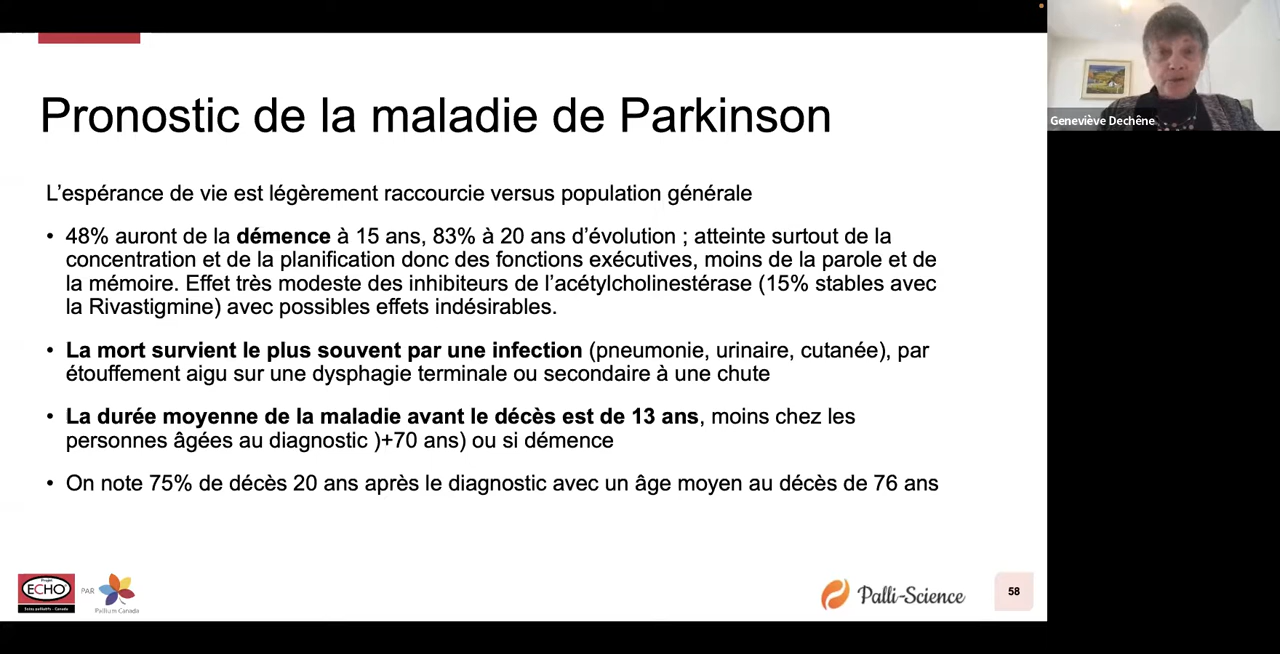 Pronostic de la maladie de Parkinson
Geneviève Dechêne
L’espérance de vie est légèrement raccourcie versus population générale
• 48% auront de la démence à 15 ans, 83% à 20 ans d’évolution ; atteinte surtout de la
concentration et de la planification donc des fonctions exécutives, moins de la parole et de
la mémoire. Effet très modeste des inhibiteurs de l’acétylcholinestérase (15% stables avec
la Rivastigmine) avec possibles effets indésirables.
• La mort survient le plus souvent par une infection (pneumonie, urinaire, cutanée), par
étouffement aigu sur une dysphagie terminale ou secondaire à une chute
• La durée moyenne de la maladie avant le décès est de 13 ans, moins chez les
personnes âgées au diagnostic )+70 ans) ou si démence
• On note 75% de décès 20 ans après le diagnostic avec un âge moyen au décès de 76 ans
Projet
ECHO
Soins palliatifs Canada
PAR
Pallium Canada
Palli-Science
58